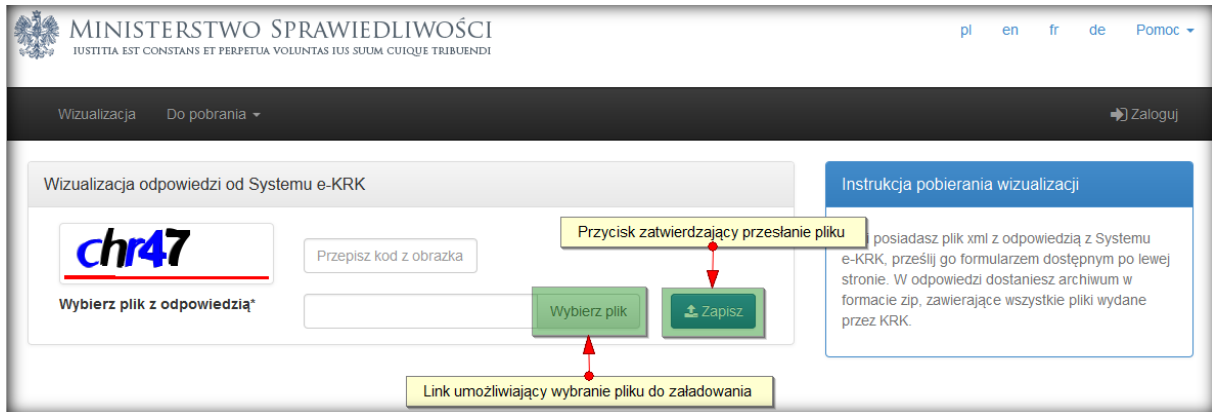 MINISTERSTWO SPRAWIEDLIWOŚCI
IUSTITIA EST CONSTANS ET PERPETUA VOLUNTAS IUS SUUM CUIQUE TRIBUENDI
pl en fr de Pomoc
Wizualizacja Do pobrania
Zaloguj
Wizualizacja odpowiedzi od Systemu e-KRK
chr47
Przepisz kod z obrazka
Przycisk zatwierdzający przesłanie pliku
Wybierz plik z odpowiedzią*
Wybierz plik
Zapisz
Link umożliwiający wybranie pliku do załadowania
Instrukcja pobierania wizualizacji
posiadasz plik xml z odpowiedzią z Systemu
e-KRK, prześlij go formularzem dostępnym po lewej
stronie. W odpowiedzi dostaniesz archiwum w
formacie zip, zawierające wszystkie pliki wydane
przez KRK.